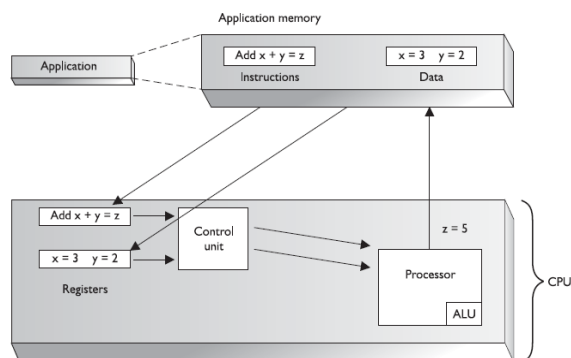 Application memory
Application
Add x + y = z
x = 3 y = 2
Instructions
Data
Add x + y = z
Control
unit
z = 5
x = 3 y = 2
Processor
CPU
Registers
ALU